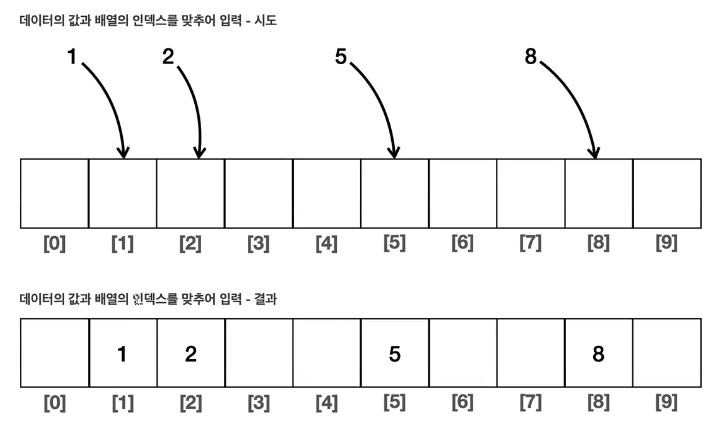 데이터의 값과 배열의 인덱스를 맞추어 입력 - 시도
1 2 5 8
[0] [1] [2] [3] [4] [5] [6] [7] [8] [9]
데이터의 값과 배열의 인덱스를 맞추어 입력 - 결과
1 2 5 8
[0] [1] [2] [3] [4] [5] [6] [7] [8] [9]